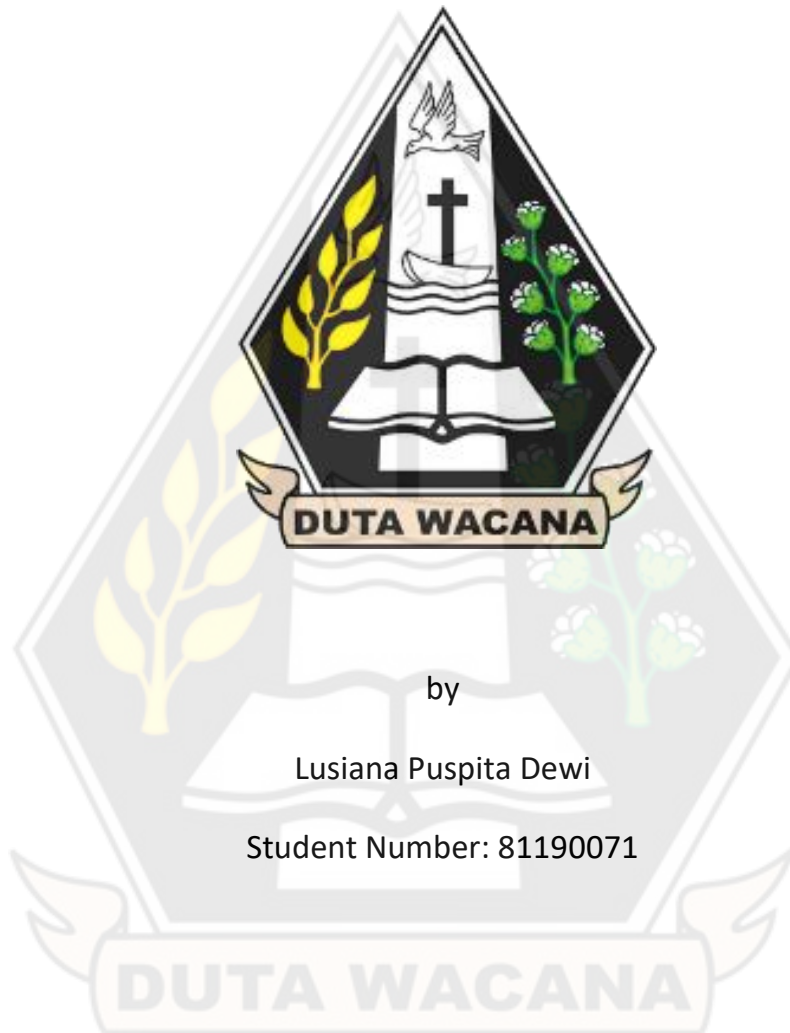 DUTA WACANA
by
Lusiana Puspita Dewi
Student Number: 81190071
DUTA WACANA